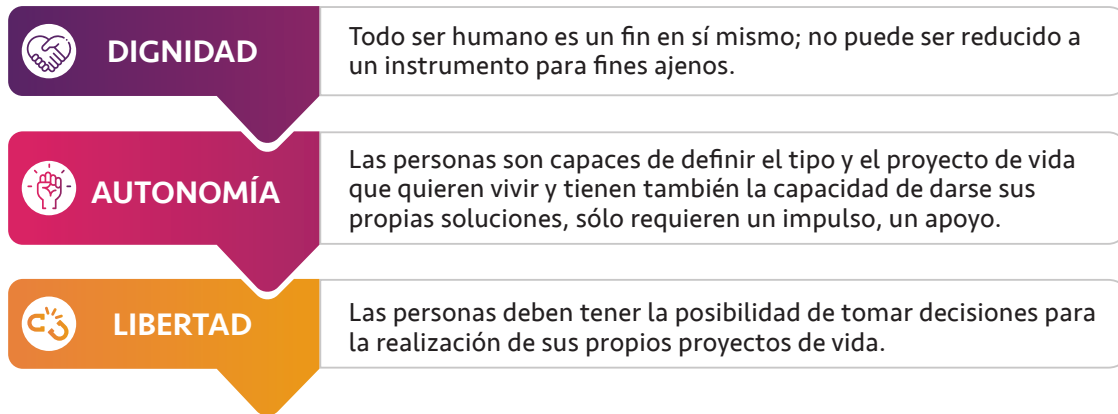 DIGNIDAD
Todo ser humano es un fin en sí mismo; no puede ser reducido a
un instrumento para fines ajenos.
AUTONOMÍA
Las personas son capaces de definir el tipo y el proyecto de vida
que quieren vivir y tienen también la capacidad de darse sus
propias soluciones, sólo requieren un impulso, un apoyo.
LIBERTAD
Las personas deben tener la posibilidad de tomar decisiones para
la realización de sus propios proyectos de vida.